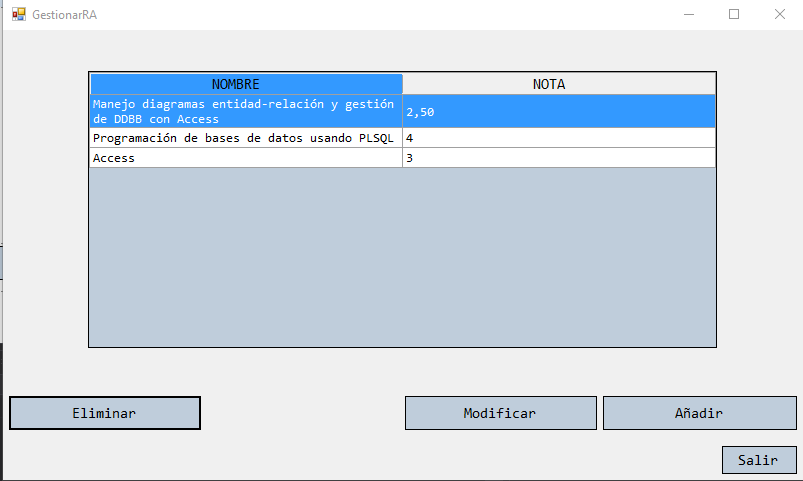 GestionarRA
NOMBRE NOTA
Manejo diagramas entidad-relación y gestión
de DDBB con Access 2,50
Programación de bases de datos usando PLSQL 4
Access 3
Eliminar Modificar Añadir
Salir